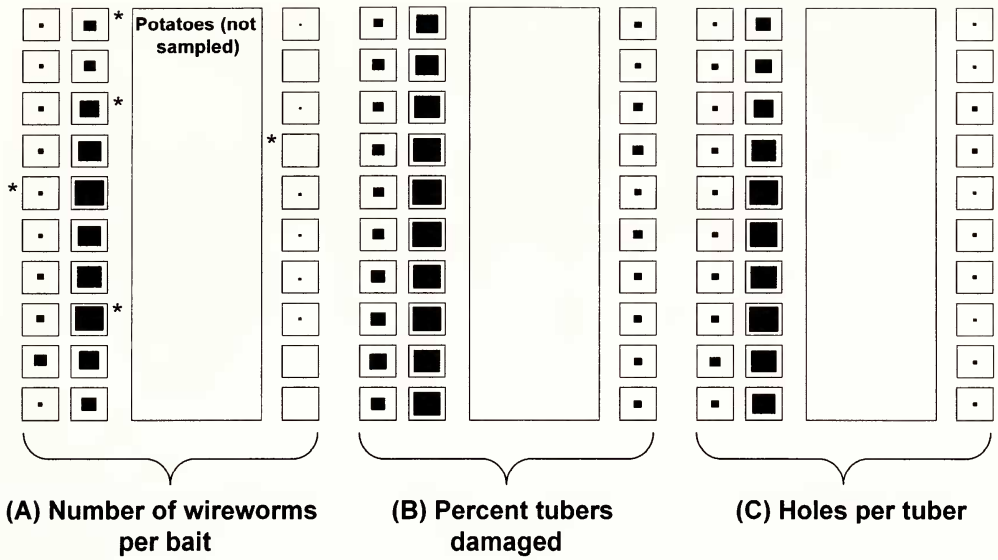 *
Potatoes (not
sampled)
*
*
*
*
(A) Number of wireworms
per bait
(B) Percent tubers
damaged
(C) Holes per tuber